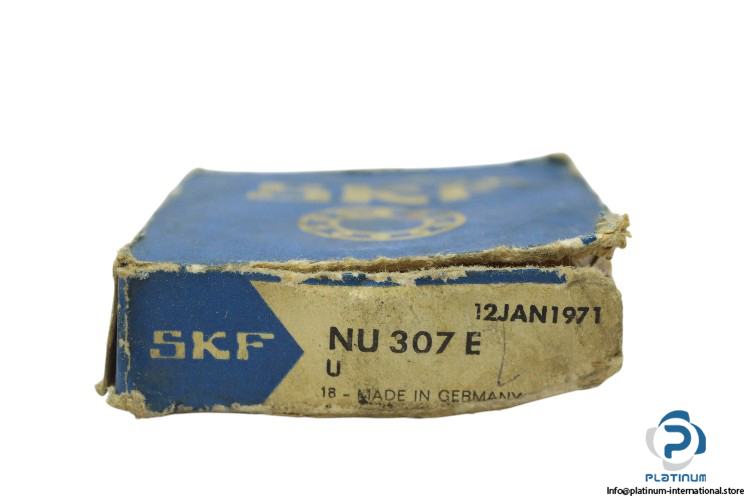 SKF
SKF
12JAN1971
NU 307 E
U
18 - MADE IN GERMANY
PLATINUM
Info@platinum-international.store